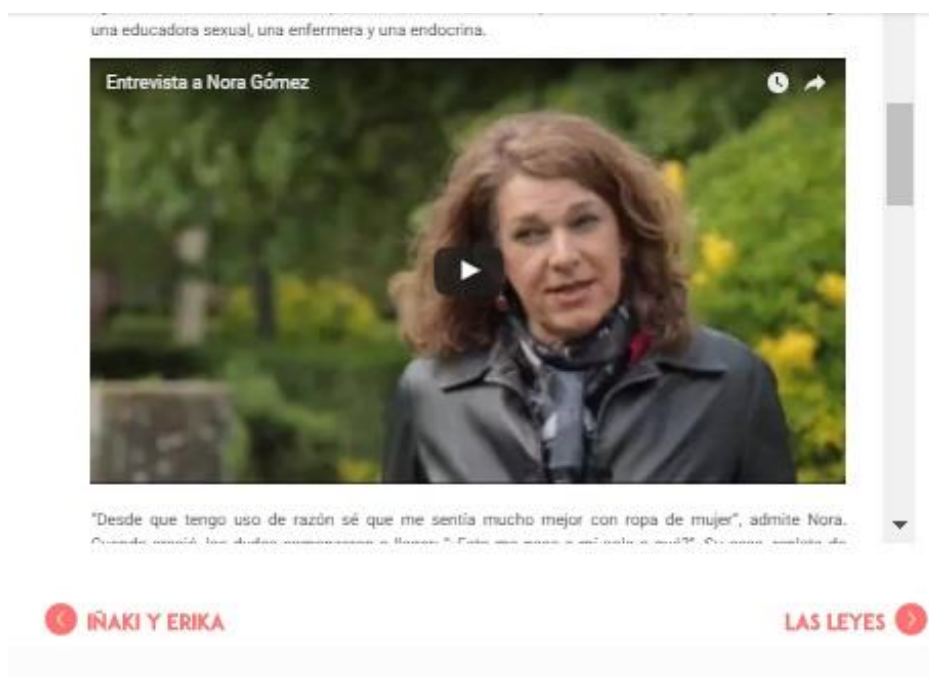 una educadora sexual, una enfermera y una endocrina.
Entrevista a Nora Gómez
"Desde que tengo uso de razón sé que me sentía mucho mejor con ropa de mujer", admite Nora.
IÑAKI Y ERIKA
LAS LEYES